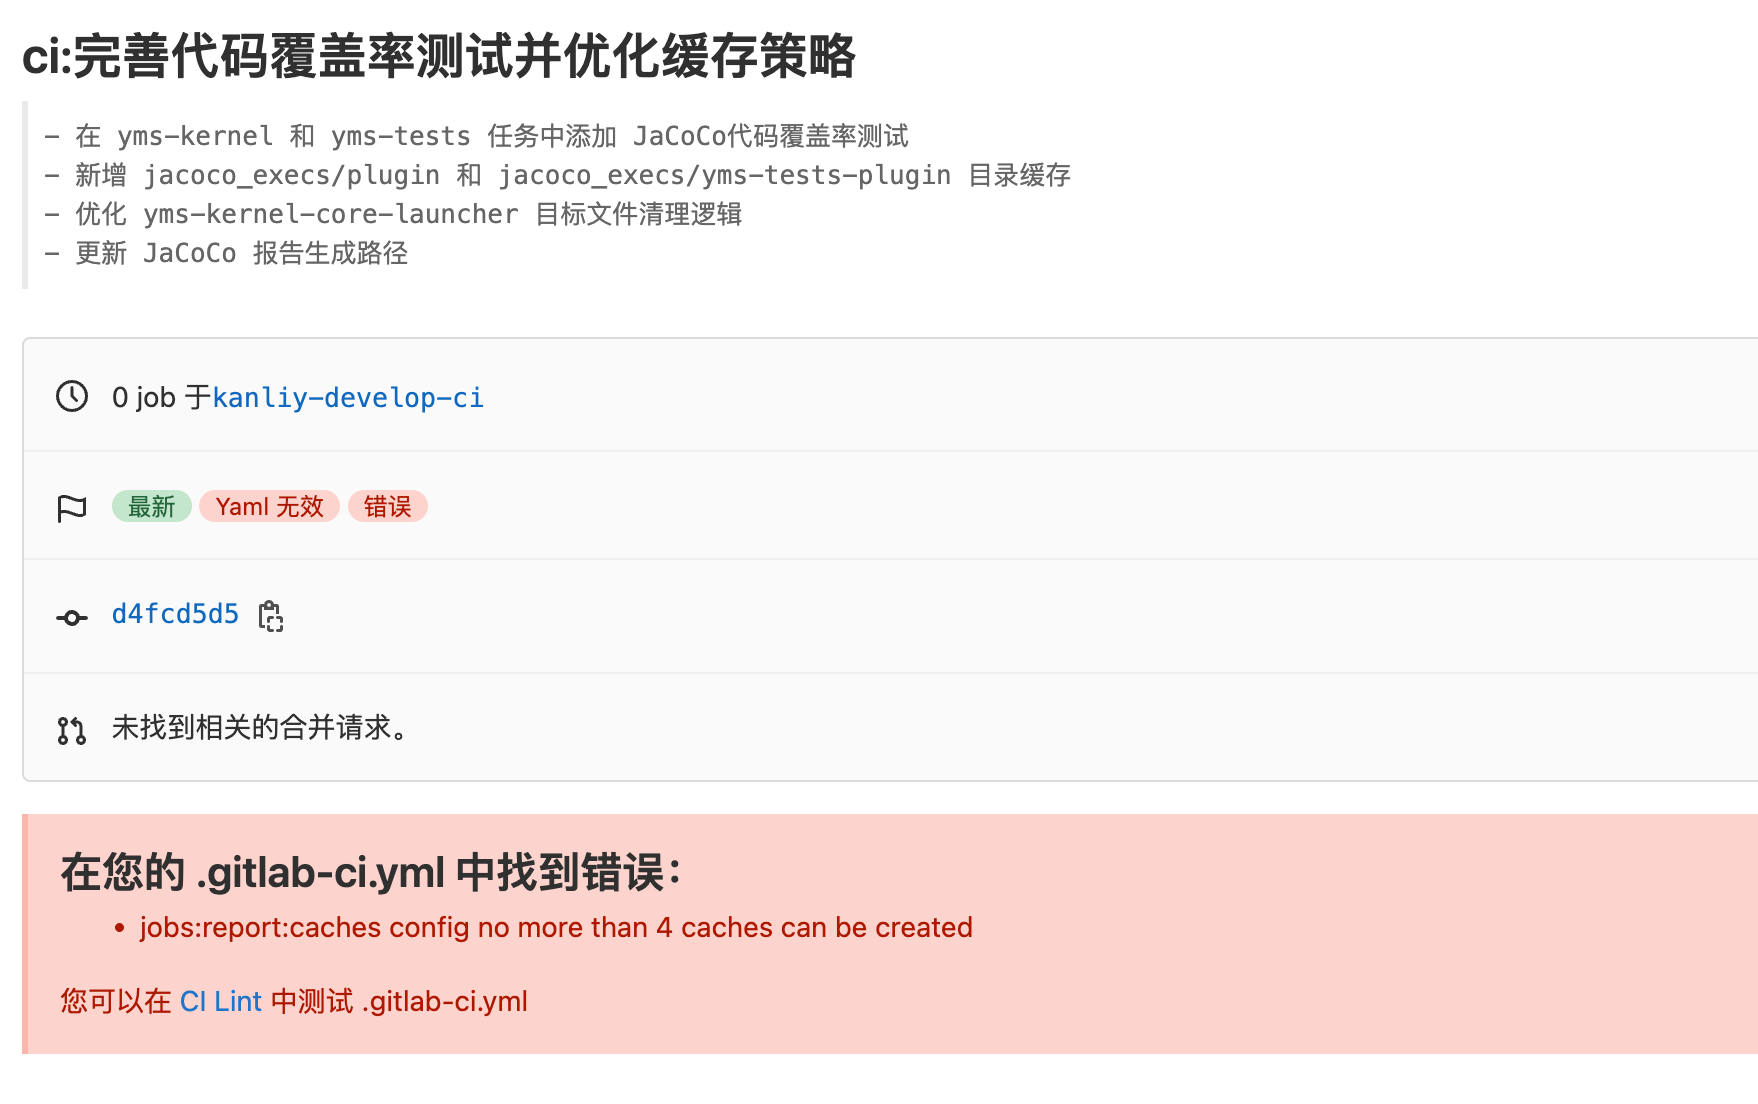 ci:完善代码覆盖率测试并优化缓存策略
- 在 yms-kernel 和 yms-tests 任务中添加 JaCoCo代码覆盖率测试
- 新增 jacoco_execs/plugin 和 jacoco_execs/yms-tests-plugin 目录缓存
- 优化 yms-kernel-core-launcher 目标文件清理逻辑
- 更新 JaCoCo 报告生成路径
0 job 于kanliy-develop-ci
最新 Yaml 无效 错误
d4fcd5d5
未找到相关的合并请求。
在您的 .gitlab-ci.yml 中找到错误：
• jobs:report:caches config no more than 4 caches can be created
您可以在 CI Lint 中测试 .gitlab-ci.yml